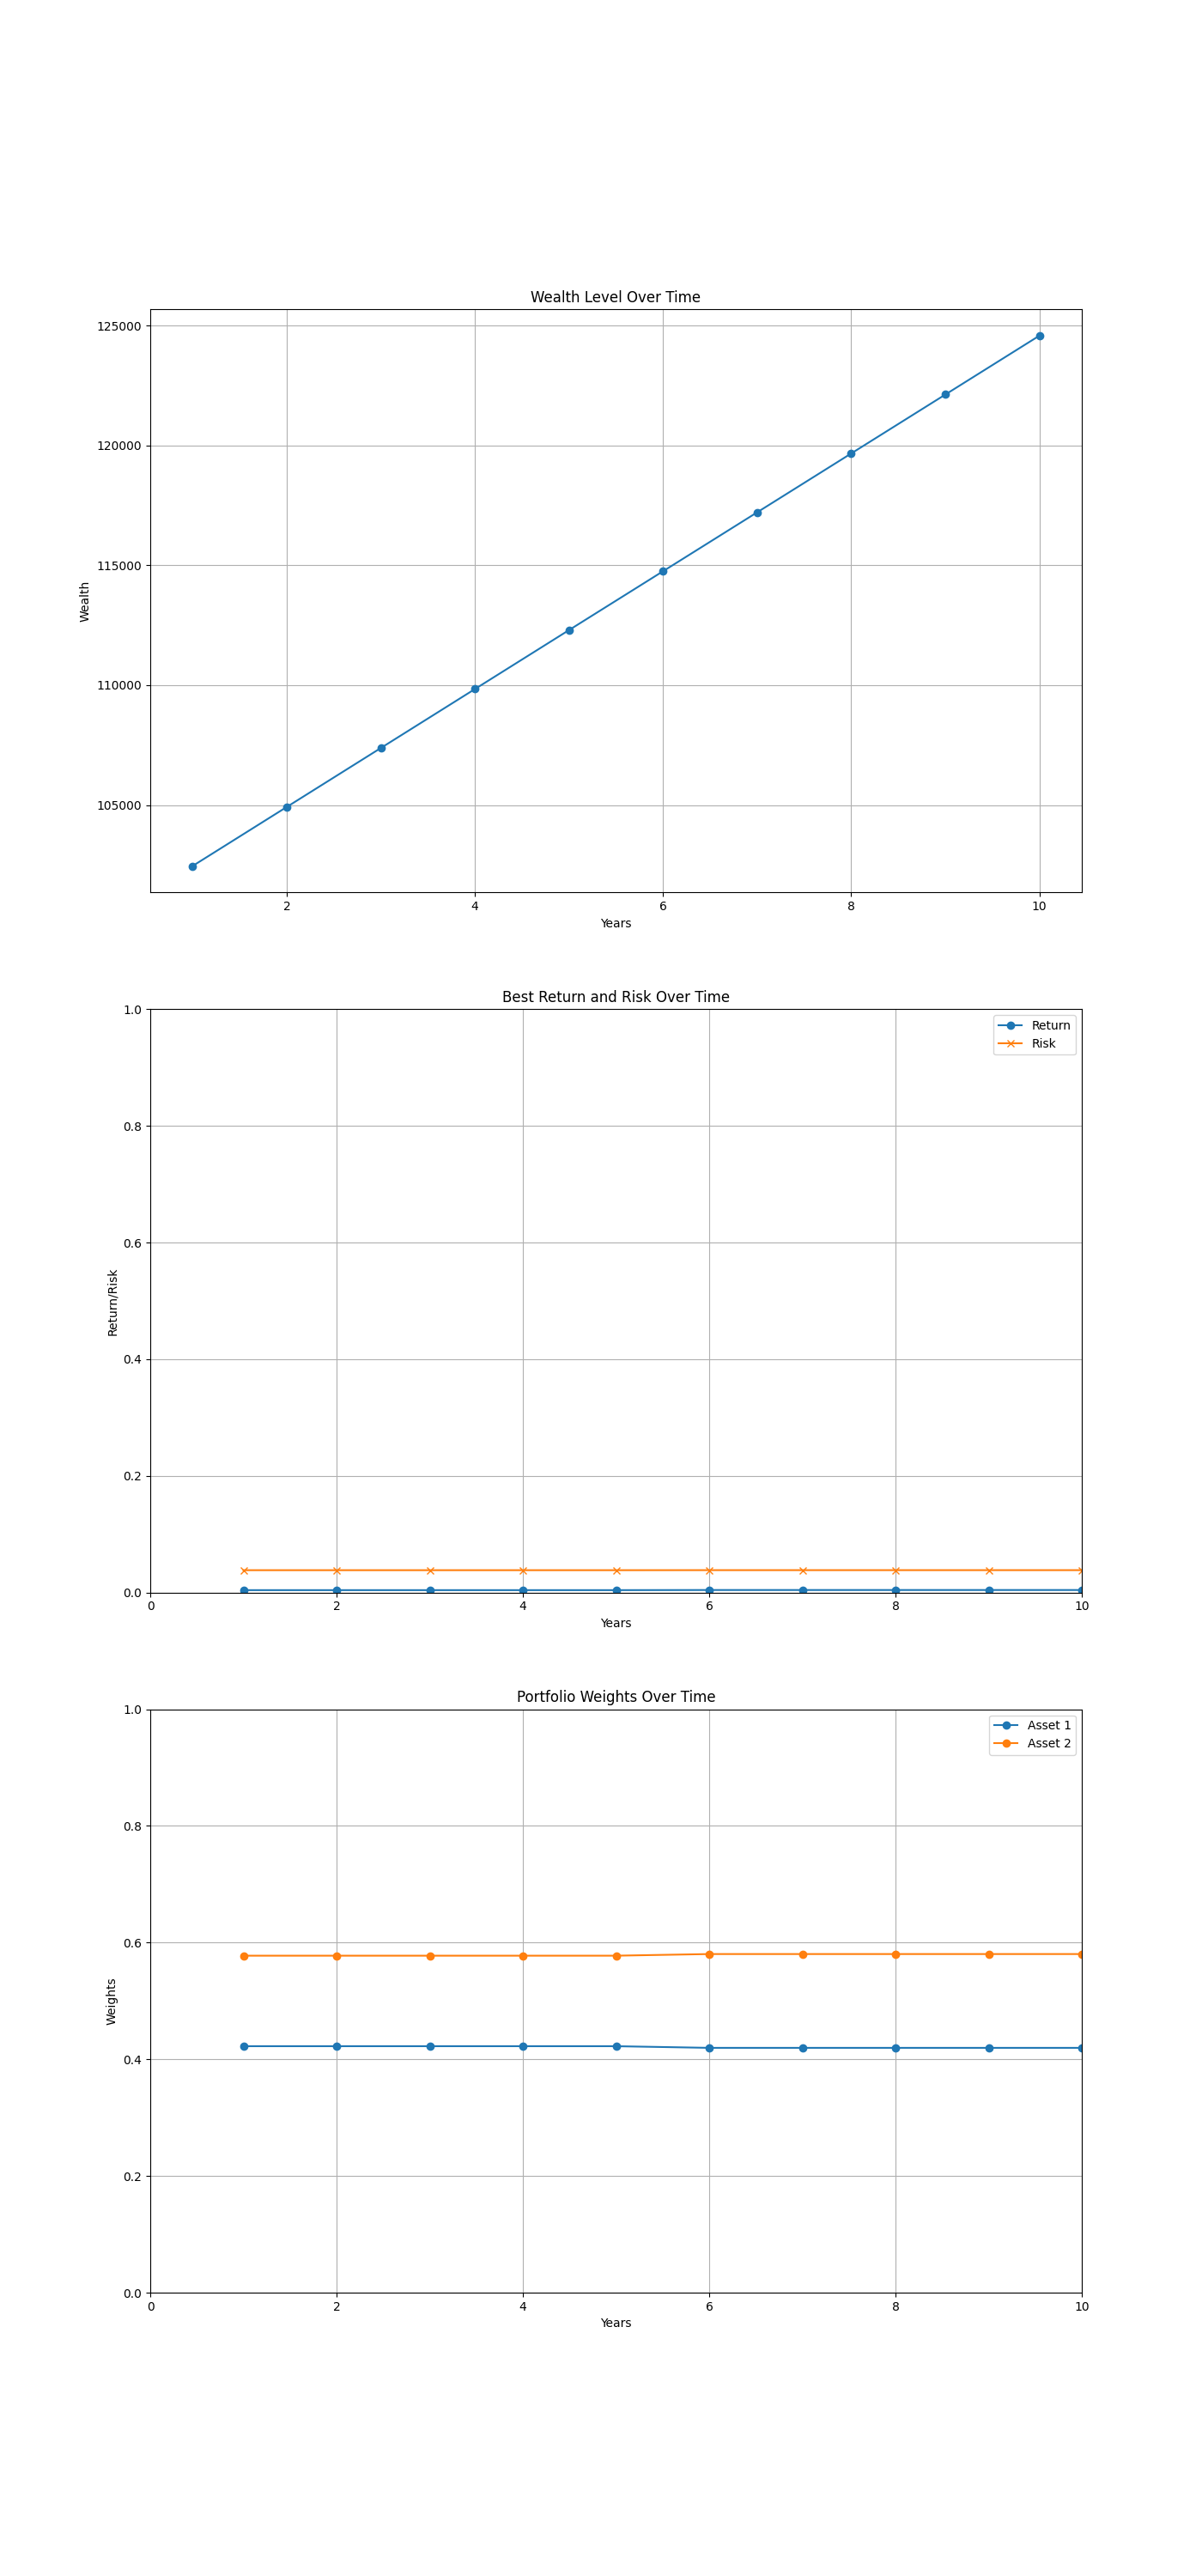 Wealth Level Over Time
125000
120000
115000
110000
105000
Wealth
2 4 6 8 10
Years
Best Return and Risk Over Time
1.0
0.8
0.6
0.4
0.2
0.0
Return/Risk
Return
Risk
0 2 4 6 8 10
Years
Portfolio Weights Over Time
1.0
0.8
0.6
0.4
0.2
0.0
Weights
Asset 1
Asset 2
0 2 4 6 8 10
Years